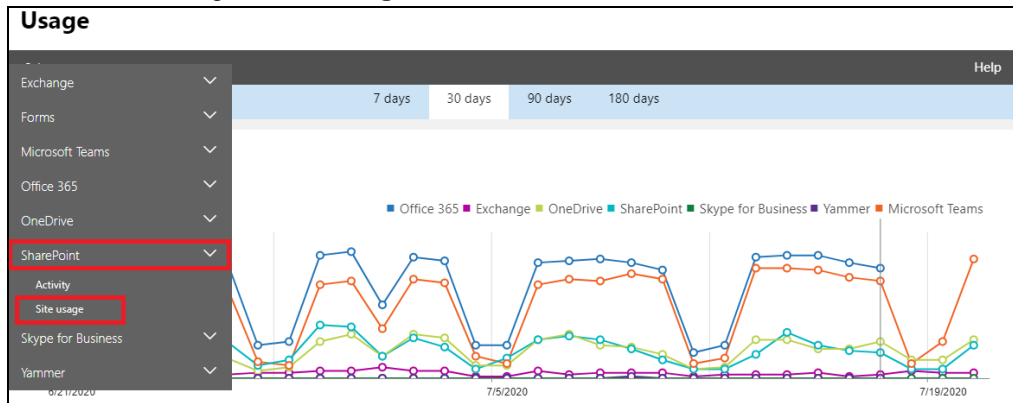 Usage
Help
7 days 30 days 90 days 180 days
Exchange
Forms
Microsoft Teams
Office 365
OneDrive
SharePoint
Activity
Site usage
Skype for Business
Yammer
Office 365 Exchange OneDrive SharePoint Skype for Business Yammer Microsoft Teams
6/21/2020 7/5/2020 7/19/2020